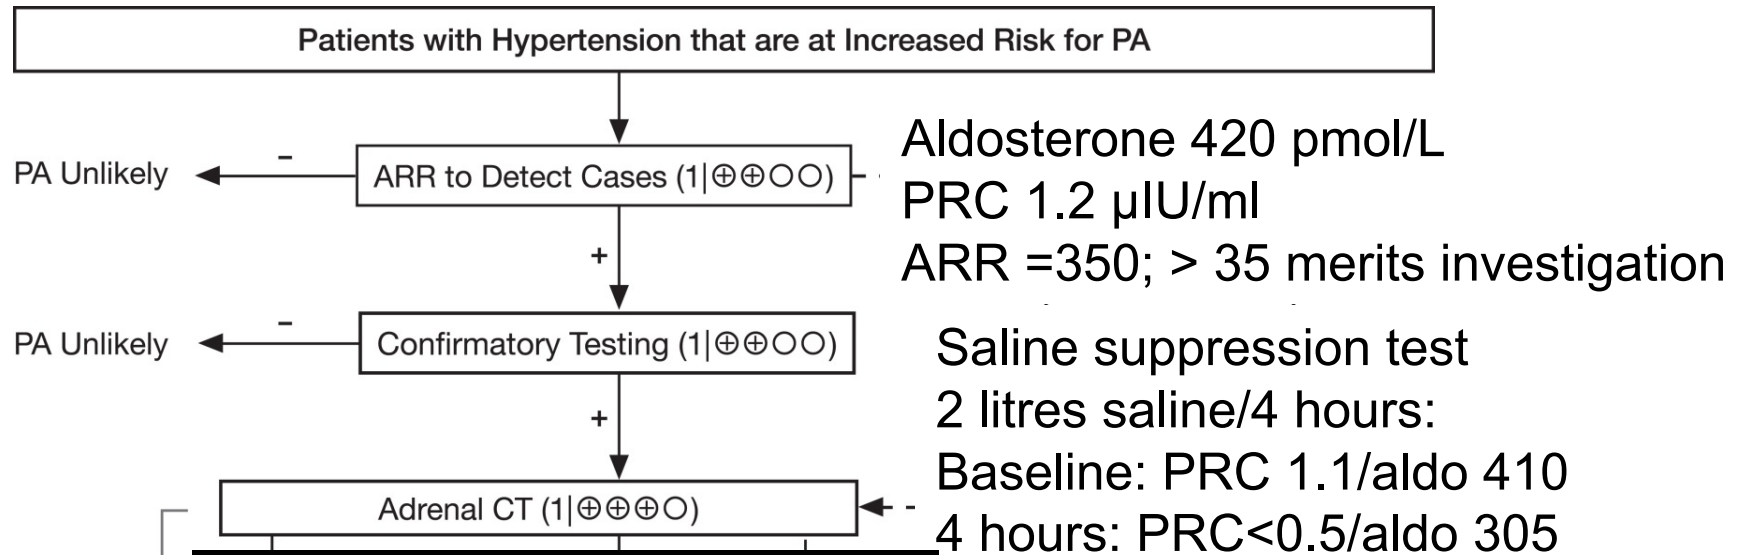 Patients with Hypertension that are at Increased Risk for PA
PA Unlikely
–
ARR to Detect Cases (1|⊕⊕○○)
Aldosterone 420 pmol/L
PRC 1.2 µIU/ml
ARR =350; > 35 merits investigation
+
PA Unlikely
–
Confirmatory Testing (1|⊕⊕○○)
+
Saline suppression test
2 litres saline/4 hours:
Baseline: PRC 1.1/aldo 410
4 hours: PRC<0.5/aldo 305
Adrenal CT (1|⊕⊕⊕○)